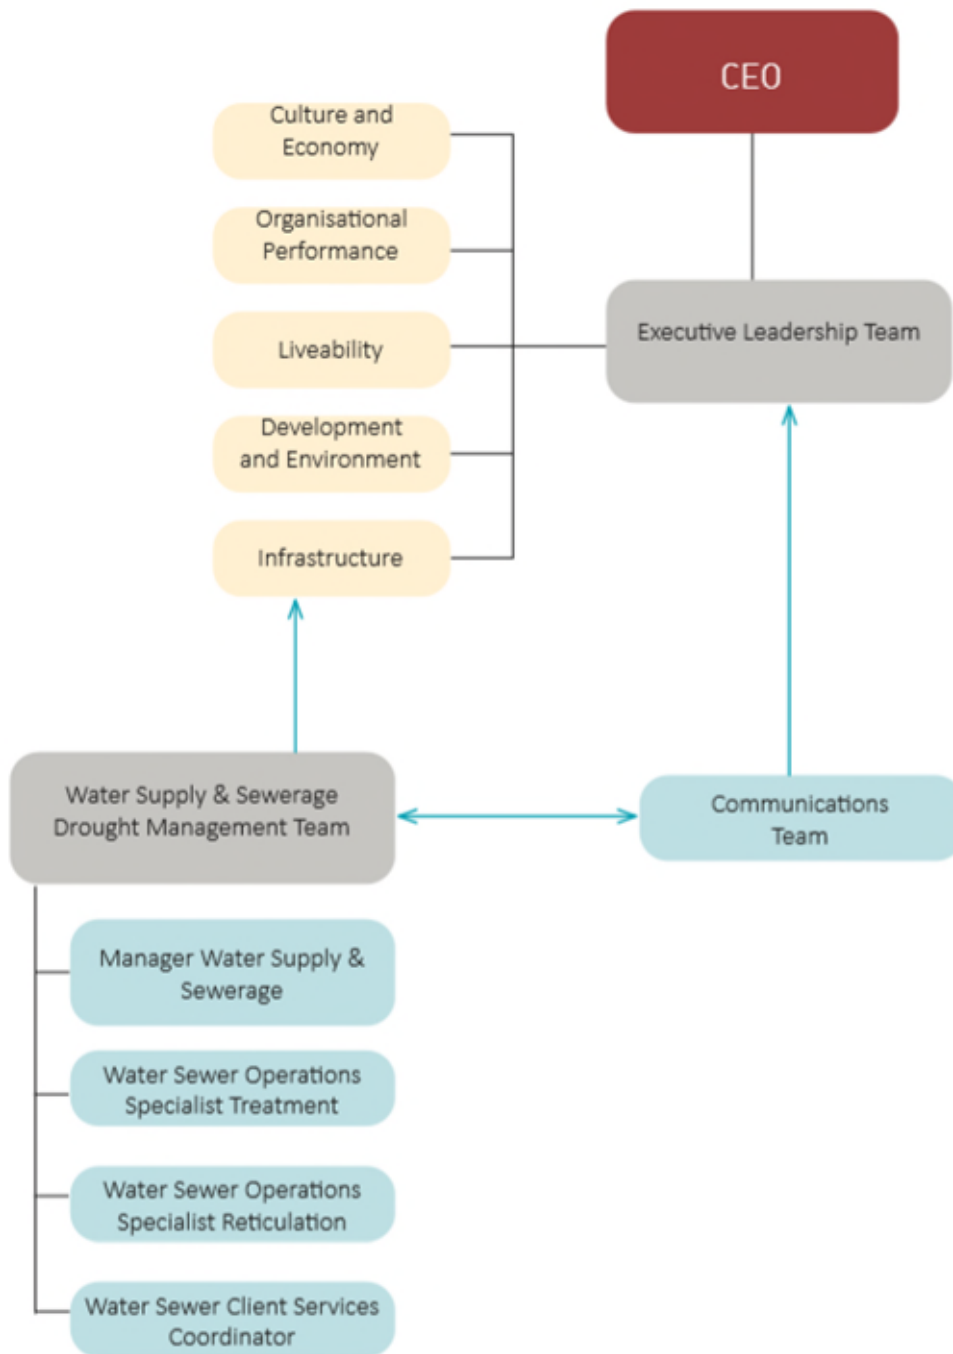 CEO
Culture and
Economy
Organisational
Performance
Executive Leadership Team
Liveability
Development
and Environment
Infrastructure
Water Supply & Sewerage
Drought Management Team
Communications
Team
Manager Water Supply &
Sewerage
Water Sewer Operations
Specialist Treatment
Water Sewer Operations
Specialist Reticulation
Water Sewer Client Services
Coordinator